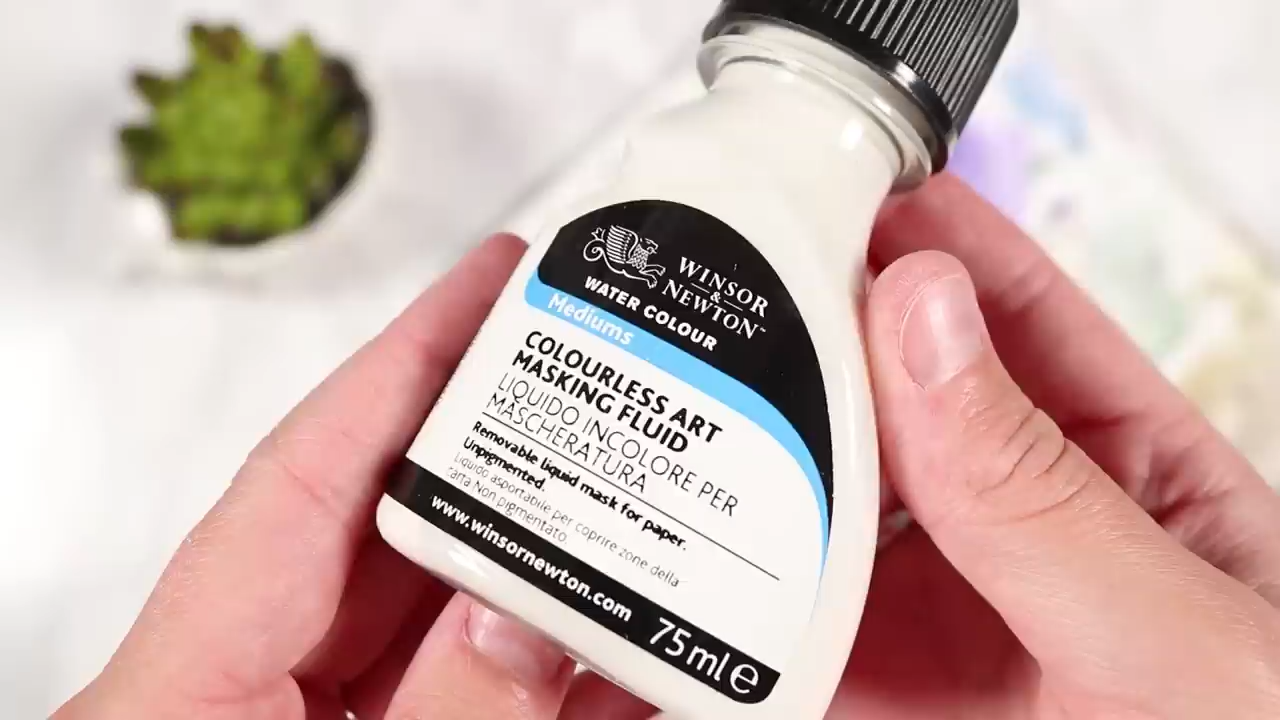 WINSOR
&
NEWTON™
WATER COLOUR
Mediums
COLOURLESS ART
MASKING FLUID
LIQUIDO INCOLORE PER
MASCHERATURA
Removable liquid mask for paper.
Unpigmented.
Liquido asportabile per coprire zone della
carta Non pigmentato.
www.winsornewton.com
75ml℮